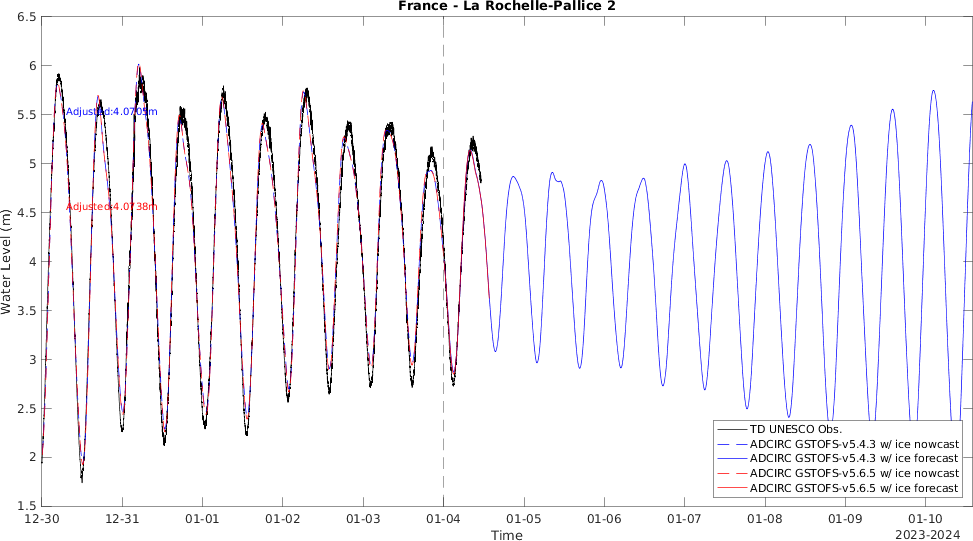 France - La Rochelle-Pallice 2
6.5
6
5.5
5
4.5
4
3.5
3
2.5
2
1.5
Water Level (m)
Adjusted:4.0705m
Adjusted:4.0738m
TD UNESCO Obs.
ADCIRC GSTOFS-v5.4.3 w/ ice nowcast
ADCIRC GSTOFS-v5.4.3 w/ ice forecast
ADCIRC GSTOFS-v5.6.5 w/ ice nowcast
ADCIRC GSTOFS-v5.6.5 w/ ice forecast
12-30 12-31 01-01 01-02 01-03 01-04 01-05 01-06 01-07 01-08 01-09 01-10
Time
2023-2024